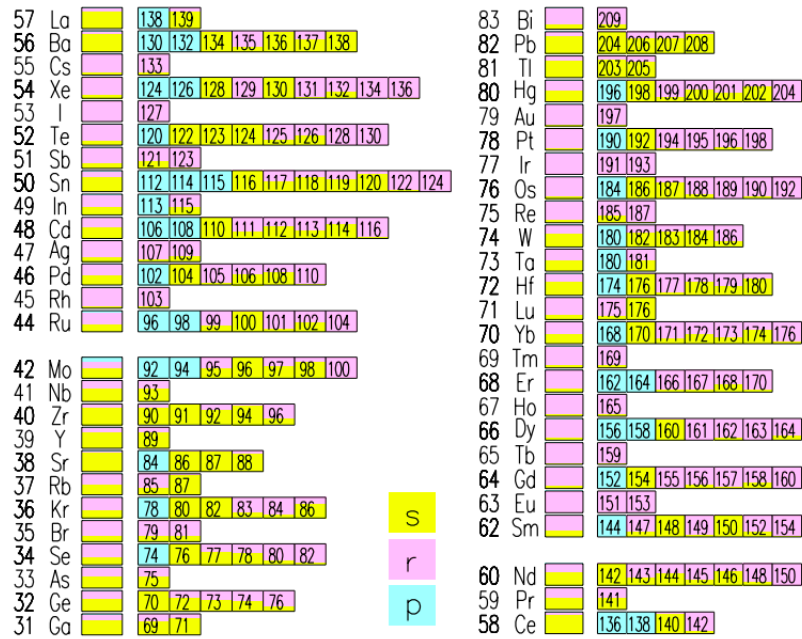 57 La 138 139
56 Ba 130 132 134 135 136 137 138
55 Cs 133
54 Xe 124 126 128 129 130 131 132 134 136
53 I 127
52 Te 120 122 123 124 125 126 128 130
51 Sb 121 123
50 Sn 112 114 115 116 117 118 119 120 122 124
49 In 113 115
48 Cd 106 108 110 111 112 113 114 116
47 Ag 107 109
46 Pd 102 104 105 106 108 110
45 Rh 103
44 Ru 96 98 99 100 101 102 104
42 Mo 92 94 95 96 97 98 100
41 Nb 93
40 Zr 90 91 92 94 96
39 Y 89
38 Sr 84 86 87 88
37 Rb 85 87
36 Kr 78 80 82 83 84 86
35 Br 79 81
34 Se 74 76 77 78 80 82
33 As 75
32 Ge 70 72 73 74 76
31 Ga 69 71
s
r
p
83 Bi 209
82 Pb 204 206 207 208
81 Tl 203 205
80 Hg 196 198 199 200 201 202 204
79 Au 197
78 Pt 190 192 194 195 196 198
77 Ir 191 193
76 Os 184 186 187 188 189 190 192
75 Re 185 187
74 W 180 182 183 184 186
73 Ta 180 181
72 Hf 174 176 177 178 179 180
71 Lu 175 176
70 Yb 168 170 171 172 173 174 176
69 Tm 169
68 Er 162 164 166 167 168 170
67 Ho 165
66 Dy 156 158 160 161 162 163 164
65 Tb 159
64 Gd 152 154 155 156 157 158 160
63 Eu 151 153
62 Sm 144 147 148 149 150 152 154
60 Nd 142 143 144 145 146 148 150
59 Pr 141
58 Ce 136 138 140 142